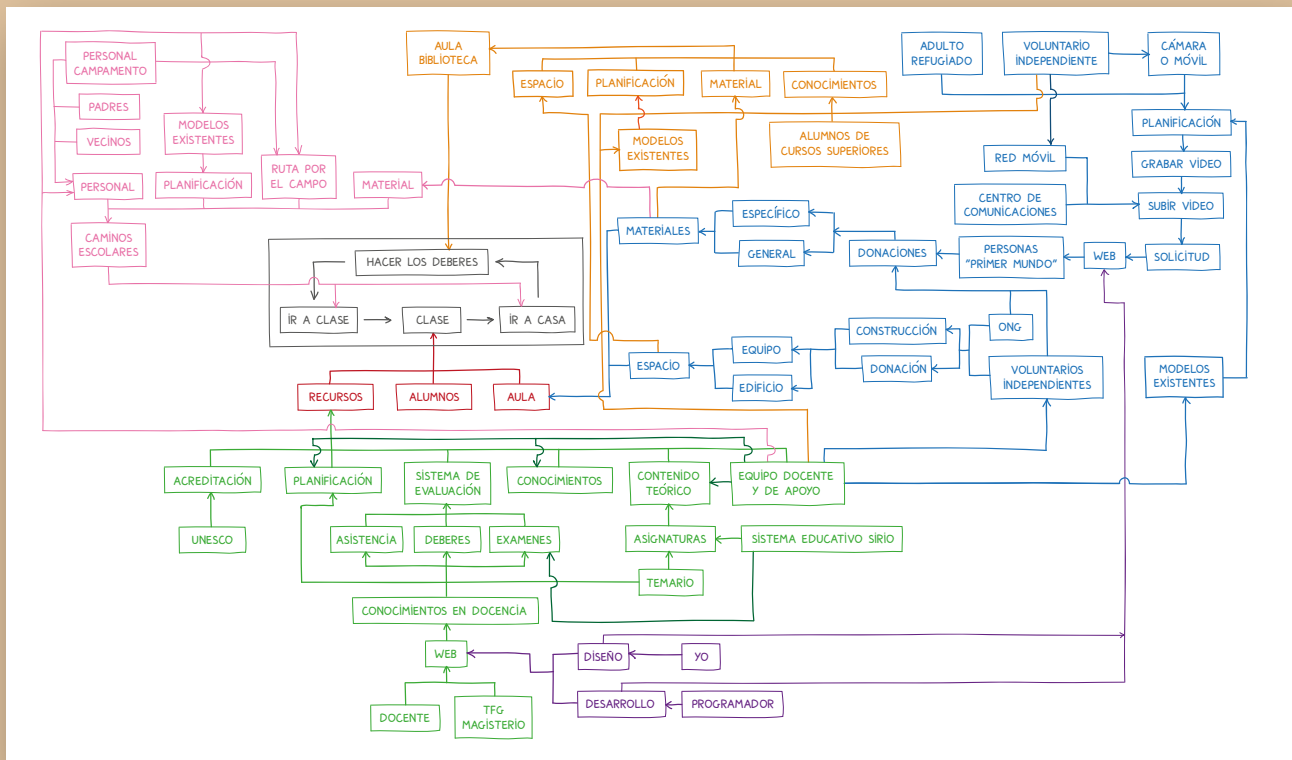 PERSONAL
CAMPAMENTO
PADRES
VECINOS
PERSONAL
MODELOS
EXISTENTES
PLANIFICACIÓN
RUTA POR
EL CAMPO
MATERIAL
CAMINOS
ESCOLARES
AULA
BIBLIOTECA
ESPACIO
PLANIFICACIÓN
MATERIAL
CONOCIMIENTOS
MODELOS
EXISTENTES
ALUMNOS DE
CURSOS SUPERIORES
ADULTO
REFUGIADO
VOLUNTARIO
INDEPENDIENTE
CÁMARA
O MÓVIL
PLANIFICACIÓN
RED MÓVIL
GRABAR VÍDEO
CENTRO DE
COMUNICACIONES
SUBIR VÍDEO
MATERIALES
ESPECÍFICO
GENERAL
DONACIONES
PERSONAS
"PRIMER MUNDO"
WEB
SOLICITUD
HACER LOS DEBERES
IR A CLASE
CLASE
IR A CASA
ESPACIO
EQUIPO
EDIFICIO
CONSTRUCCIÓN
DONACIÓN
ONG
VOLUNTARIOS
INDEPENDIENTES
MODELOS
EXISTENTES
RECURSOS
ALUMNOS
AULA
ACREDITACIÓN
PLANIFICACIÓN
SISTEMA DE
EVALUACIÓN
CONOCIMIENTOS
CONTENIDO
TEÓRICO
EQUIPO DOCENTE
Y DE APOYO
UNESCO
ASISTENCIA
DEBERES
EXAMENES
ASIGNATURAS
SISTEMA EDUCATIVO SIRIO
TEMARIO
CONOCIMIENTOS EN DOCENCIA
WEB
DISEÑO
YO
DESARROLLO
PROGRAMADOR
DOCENTE
TFG
MAGISTERIO